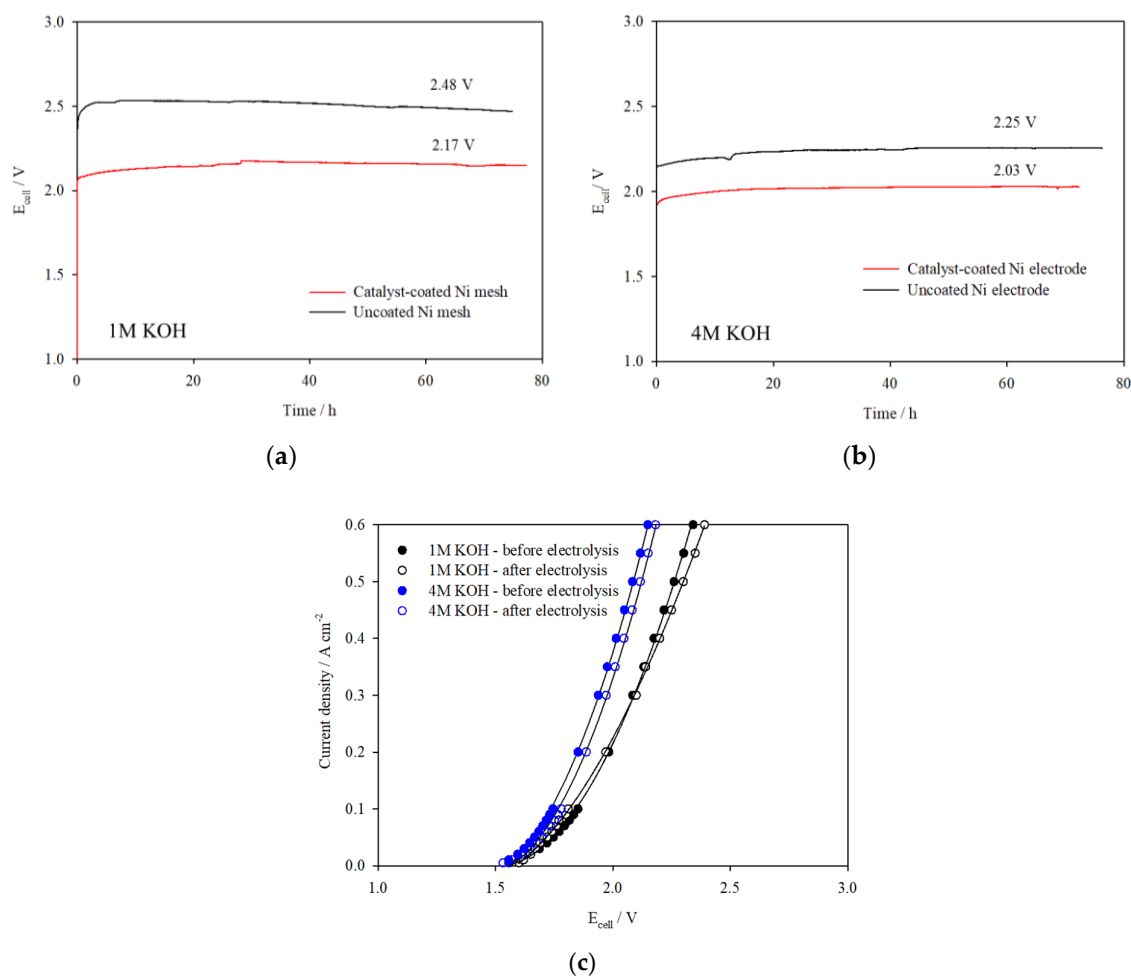 3.0
2.5
2.0
1.5
1.0
E_cell / V
2.48 V
2.17 V
Catalyst-coated Ni mesh
Uncoated Ni mesh
1M KOH
0 20 40 60 80
Time / h
(a)
3.0
2.5
2.0
1.5
1.0
E_cell/ V
2.25 V
2.03 V
Catalyst-coated Ni electrode
Uncoated Ni electrode
4M KOH
0 20 40 60 80
Time / h
(b)
0.6
0.5
0.4
0.3
0.2
0.1
0.0
Current density / A cm⁻²
1M KOH - before electrolysis
1M KOH - after electrolysis
4M KOH - before electrolysis
4M KOH - after electrolysis
1.0 1.5 2.0 2.5 3.0
E_cell / V
(c)